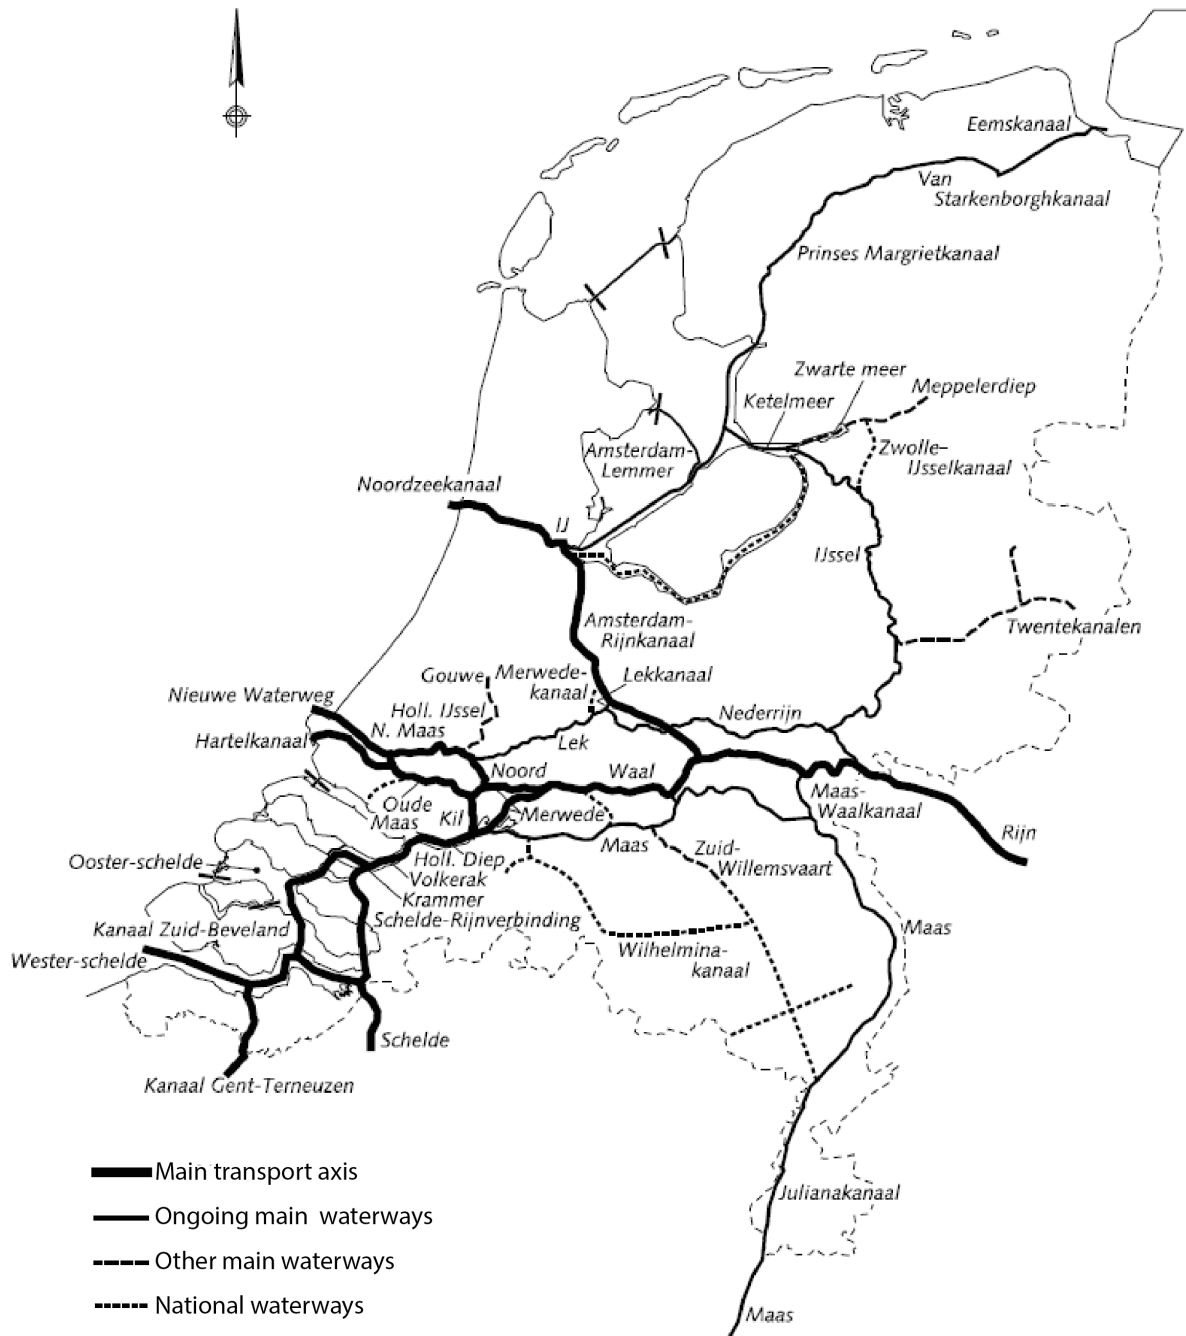 Eemskanaal
Van
Starkenborghkanaal
Prinses Margrietkanaal
Zwarte meer
Meppelerdiep
Ketelmeer
Amsterdam-
Lemmer
Zwolle-
IJsselkanaal
Noordzeekanaal
IJ
IJssel
Amsterdam-
Rijnkanaal
Twentekanalen
Gouwe
Merwede-
kanaal
Lekkanaal
Nieuwe Waterweg
Holl. IJssel
Nederrijn
N. Maas
Hartelkanaal
Lek
Noord
Waal
Maas-
Waalkanaal
Oude
Maas
Kil
Merwede
Rijn
Maas
Zuid-
Willemsvaart
Ooster-schelde
Holl. Diep
Volkerak
Krammer
Schelde-Rijnverbinding
Kanaal Zuid-Beveland
Maas
Wester-schelde
Wilhelmina-
kanaal
Schelde
Kanaal Gent-Terneuzen
Main transport axis
Julianakanaal
Ongoing main waterways
Other main waterways
National waterways
Maas